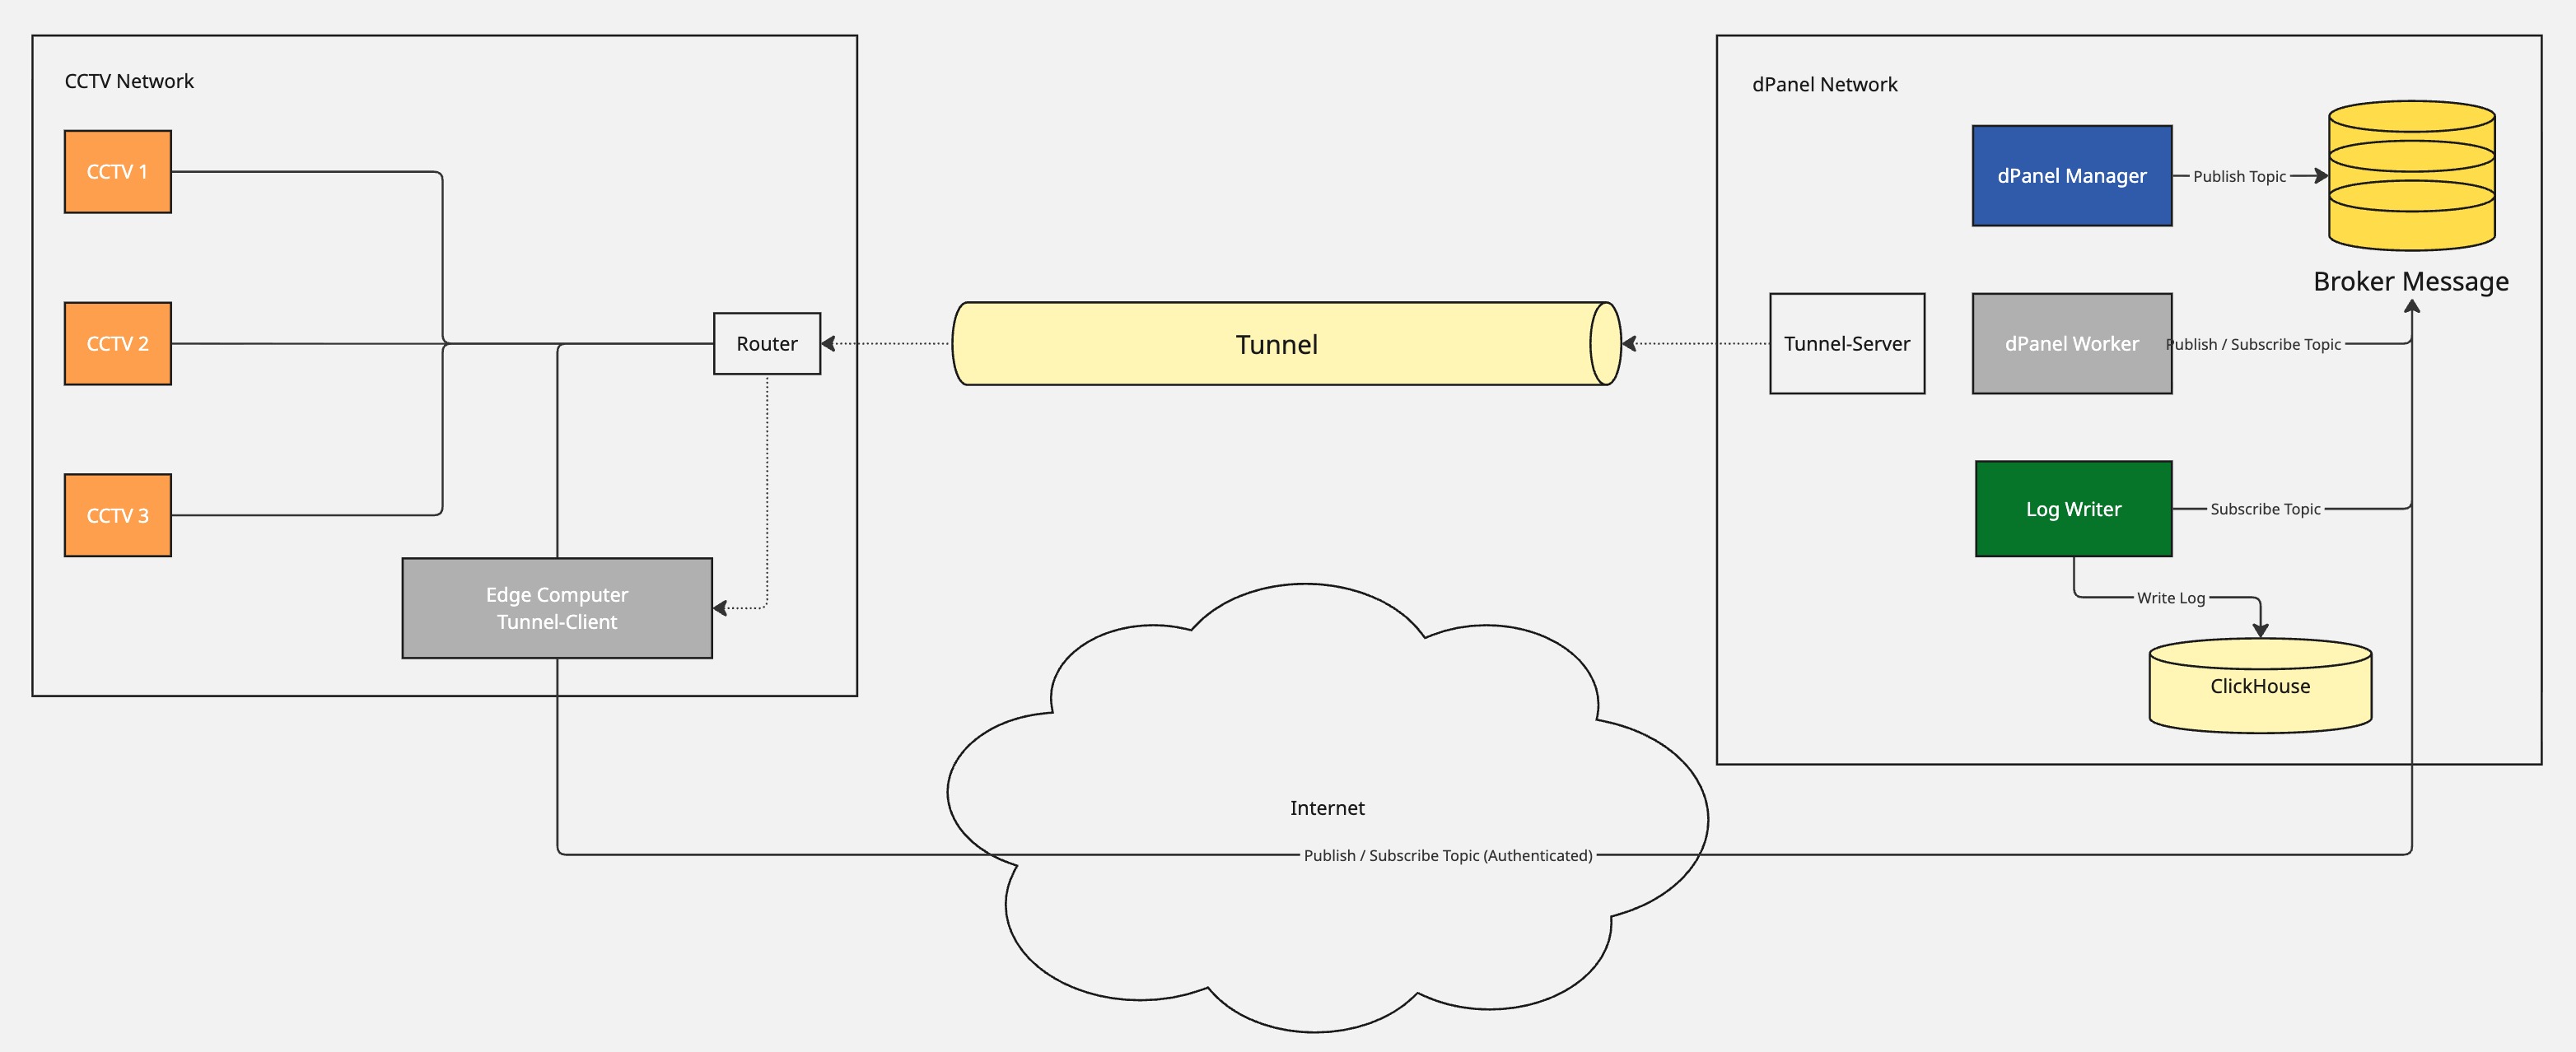 CCTV Network
CCTV 1
CCTV 2
CCTV 3
Router
Edge Computer
Tunnel-Client
Tunnel
Internet
Publish / Subscribe Topic (Authenticated)
dPanel Network
dPanel Manager
Publish Topic
Broker Message
Tunnel-Server
dPanel Worker
Publish / Subscribe Topic
Log Writer
Subscribe Topic
Write Log
ClickHouse